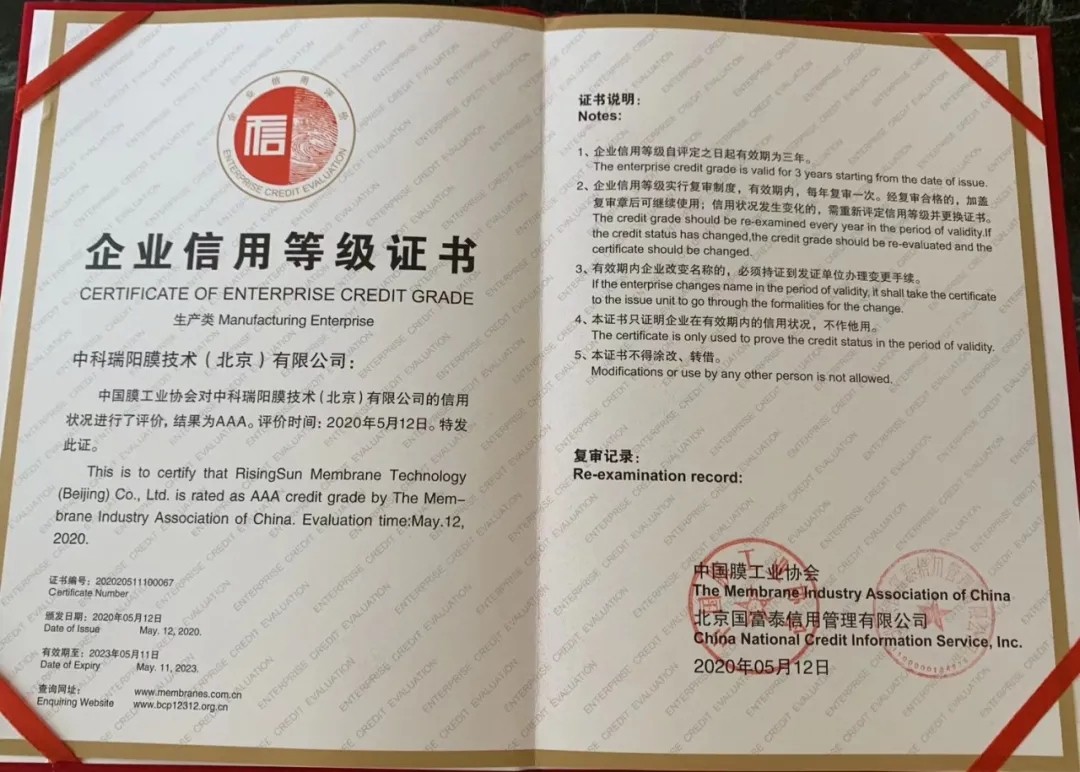 企业信用评价
信
ENTERPRISE CREDIT EVALUATION
企业信用等级证书
CERTIFICATE OF ENTERPRISE CREDIT GRADE
生产类 Manufacturing Enterprise
中科瑞阳膜技术（北京）有限公司：
中国膜工业协会对中科瑞阳膜技术（北京）有限公司的信用
状况进行了评价，结果为AAA。评价时间：2020年5月12日。特发
此证。
This is to certify that RisingSun Membrane Technology
(Beijing) Co., Ltd. is rated as AAA credit grade by The Mem-
brane Industry Association of China. Evaluation time:May.12,
2020.
证书编号：202020511100067
Certificate Number
颁发日期：2020年05月12日
Date of Issue May. 12, 2020.
有效期至：2023年05月11日
Date of Expiry May. 11, 2023.
查询网址： www.membranes.com.cn
Enquiring Website www.bcp12312.org.cn
证书说明：
Notes:
1、企业信用等级自评定之日起有效期为三年。
The enterprise credit grade is valid for 3 years starting from the date of issue.
2、企业信用等级实行复审制度，有效期内，每年复审一次。经复审合格的，加盖
复审章后可继续使用；信用状况发生变化的，需重新评定信用等级并更换证书。
The credit grade should be re-examined every year in the period of validity.If
the credit status has changed,the credit grade should be re-evaluated and the
certificate should be changed.
3、有效期内企业改变名称的，必须持证到发证单位办理变更手续。
If the enterprise changes name in the period of validity, it shall take the certificate
to the issue unit to go through the formalities for the change.
4、本证书只证明企业在有效期内的信用状况，不作他用。
The certificate is only used to prove the credit status in the period of validity.
5、本证书不得涂改、转借。
Modifications or use by any other person is not allowed.
复审记录：
Re-examination record:
中国膜工业协会
The Membrane Industry Association of China
北京国富泰信用管理有限公司
China National Credit Information Service, Inc.
2020年05月12日